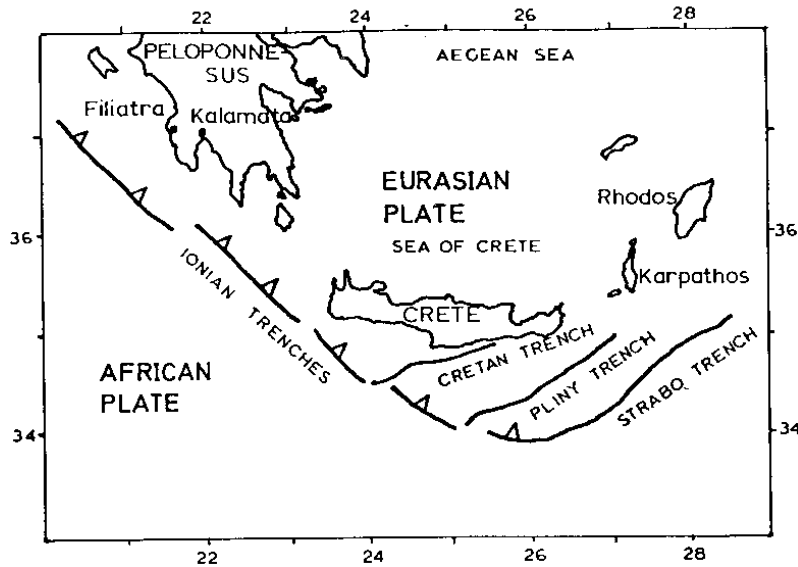 22 24 26 28
PELOPONNE-
SUS
AEGEAN SEA
Filiatra
Kalamata
EURASIAN
PLATE
Rhodos
36
36
SEA OF CRETE
Karpathos
IONIAN TRENCHES
CRETE
CRETAN TRENCH
PLINY TRENCH
STRABO TRENCH
AFRICAN
PLATE
34
34
22 24 26 28